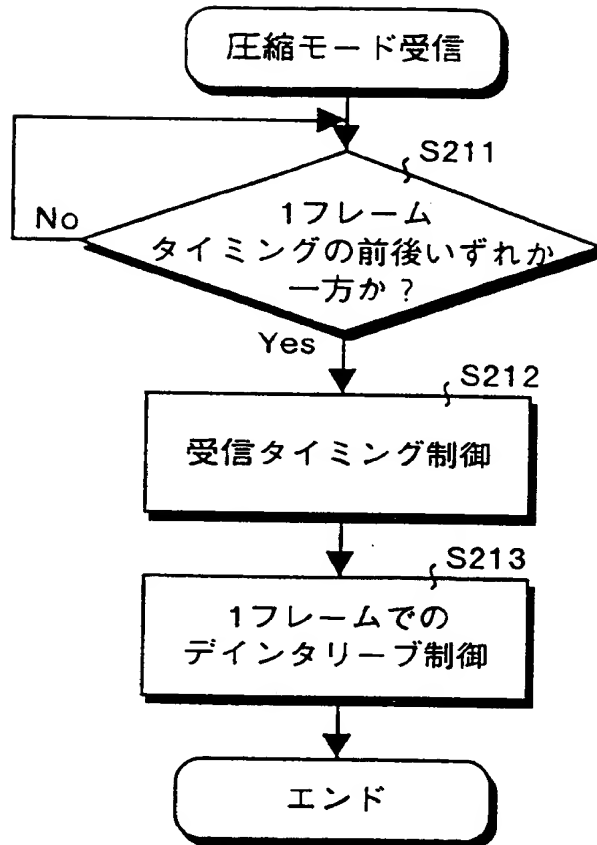 圧縮モード受信
S211
No
1フレーム
タイミングの前後いずれか
一方か？
Yes
S212
受信タイミング制御
S213
1フレームでの
デインタリーブ制御
エンド